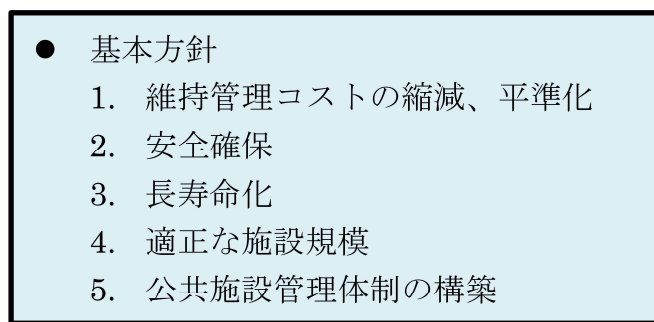 ● 基本方針
1. 維持管理コストの縮減、平準化
2. 安全確保
3. 長寿命化
4. 適正な施設規模
5. 公共施設管理体制の構築